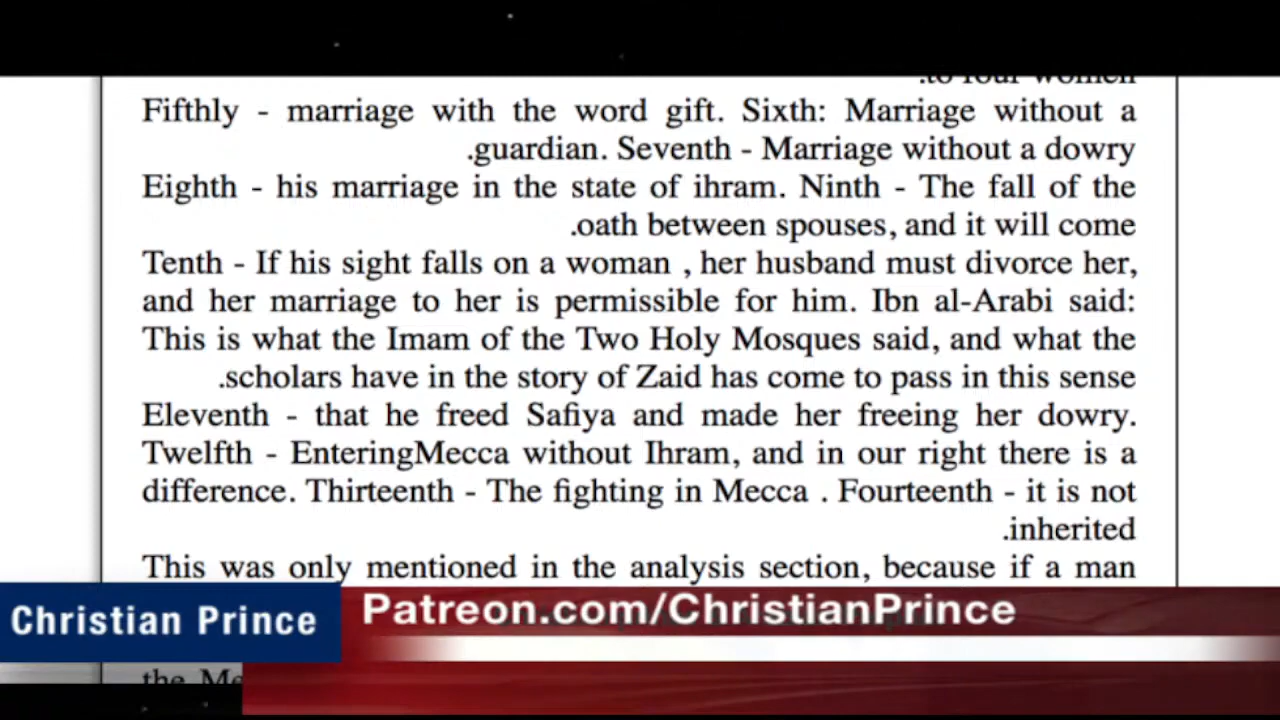 .to four women
Fifthly - marriage with the word gift. Sixth: Marriage without a
.guardian. Seventh - Marriage without a dowry
Eighth - his marriage in the state of ihram. Ninth - The fall of the
.oath between spouses, and it will come
Tenth - If his sight falls on a woman , her husband must divorce her,
and her marriage to her is permissible for him. Ibn al-Arabi said:
This is what the Imam of the Two Holy Mosques said, and what the
.scholars have in the story of Zaid has come to pass in this sense
Eleventh - that he freed Safiya and made her freeing her dowry.
Twelfth - EnteringMecca without Ihram, and in our right there is a
difference. Thirteenth - The fighting in Mecca . Fourteenth - it is not
.inherited
This was only mentioned in the analysis section, because if a man
Christian Prince
Patreon.com/ChristianPrince
the